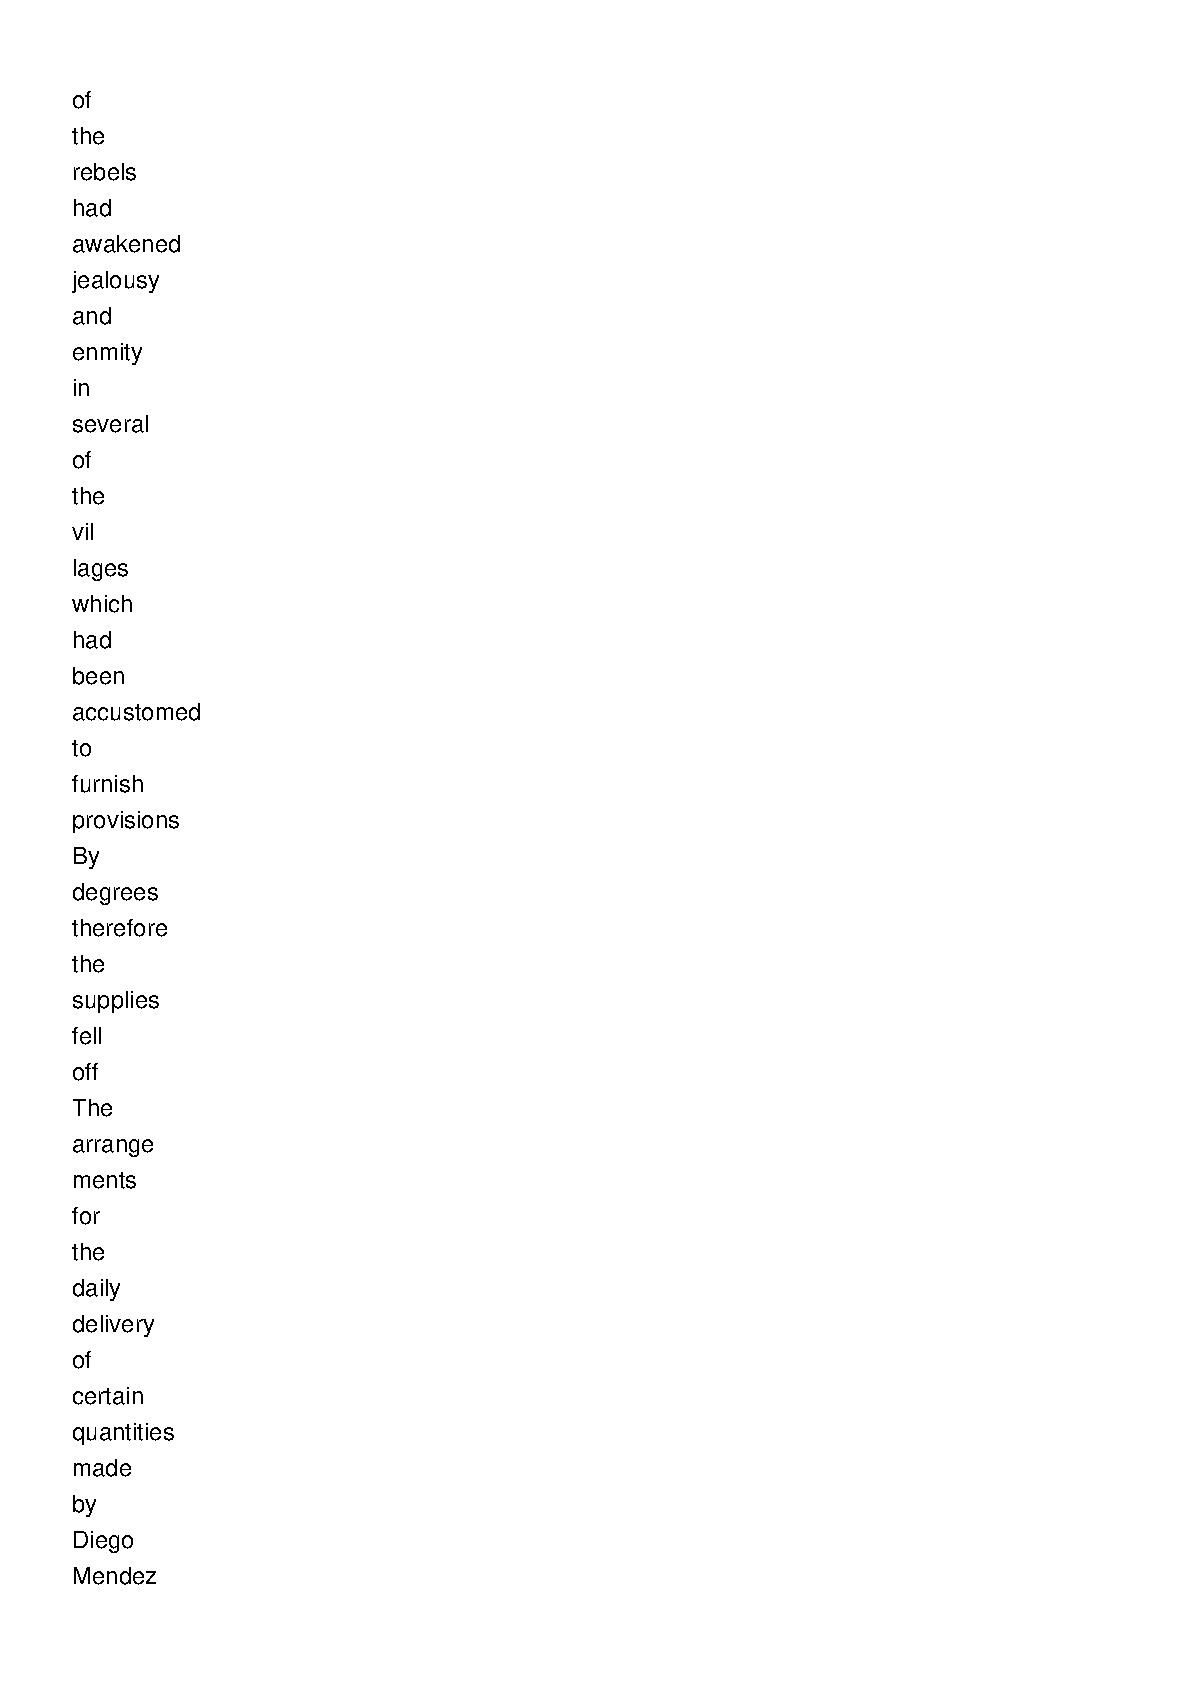 of
the
rebels
had
awakened
jealousy
and
enmity
in
several
of
the
vil
lages
which
had
been
accustomed
to
furnish
provisions
By
degrees
therefore
the
supplies
fell
off
The
arrange
ments
for
the
daily
delivery
of
certain
quantities
made
by
Diego
Mendez